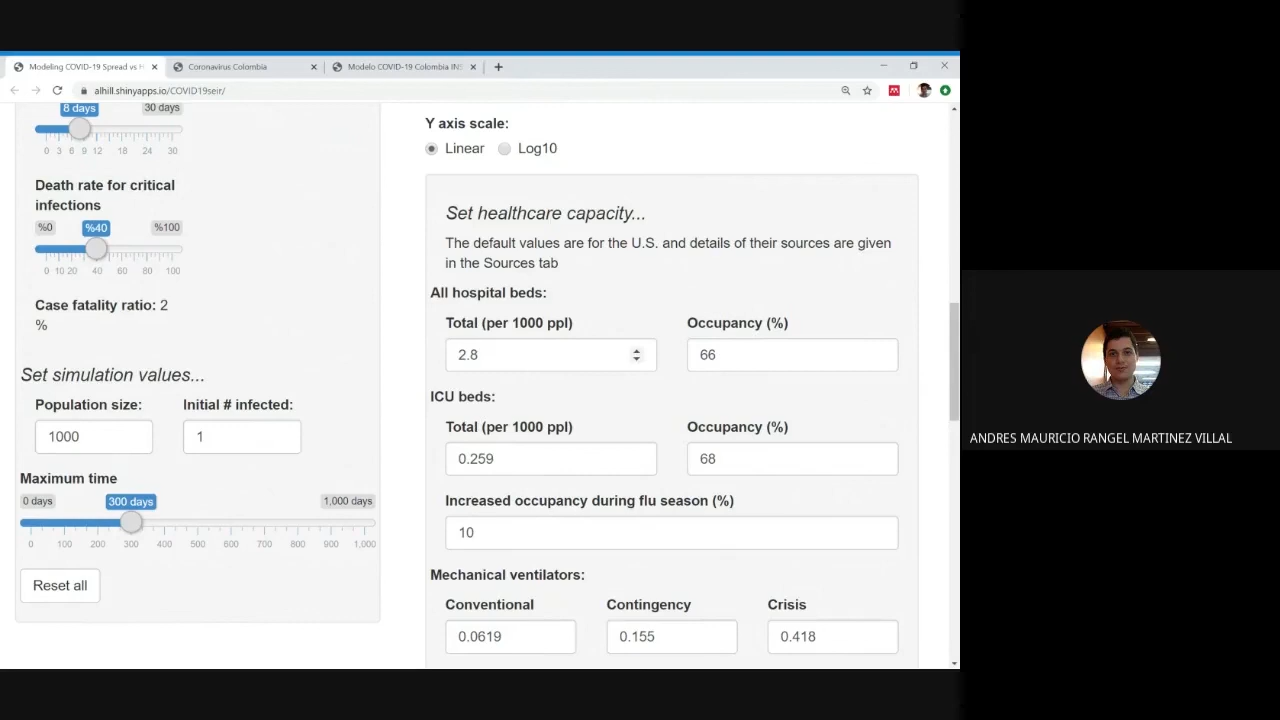 Modeling COVID-19 Spread vs H
Coronavirus Colombia
Modelo COVID-19 Colombia INS
alhill.shinyapps.io/COVID19seir/
8 days
30 days
0 3 6 9 12 18 24 30
Death rate for critical
infections
%0 %40 %100
0 10 20 40 60 80 100
Case fatality ratio: 2
%
Set simulation values...
Population size: Initial # infected:
1000 1
Maximum time
0 days 300 days 1,000 days
0 100 200 300 400 500 600 700 800 900 1,000
Reset all
Y axis scale:
Linear Log10
Set healthcare capacity...
The default values are for the U.S. and details of their sources are given
in the Sources tab
All hospital beds:
Total (per 1000 ppl) Occupancy (%)
2.8 66
ICU beds:
Total (per 1000 ppl) Occupancy (%)
0.259 68
Increased occupancy during flu season (%)
10
Mechanical ventilators:
Conventional Contingency Crisis
0.0619 0.155 0.418
ANDRES MAURICIO RANGEL MARTINEZ VILLAL